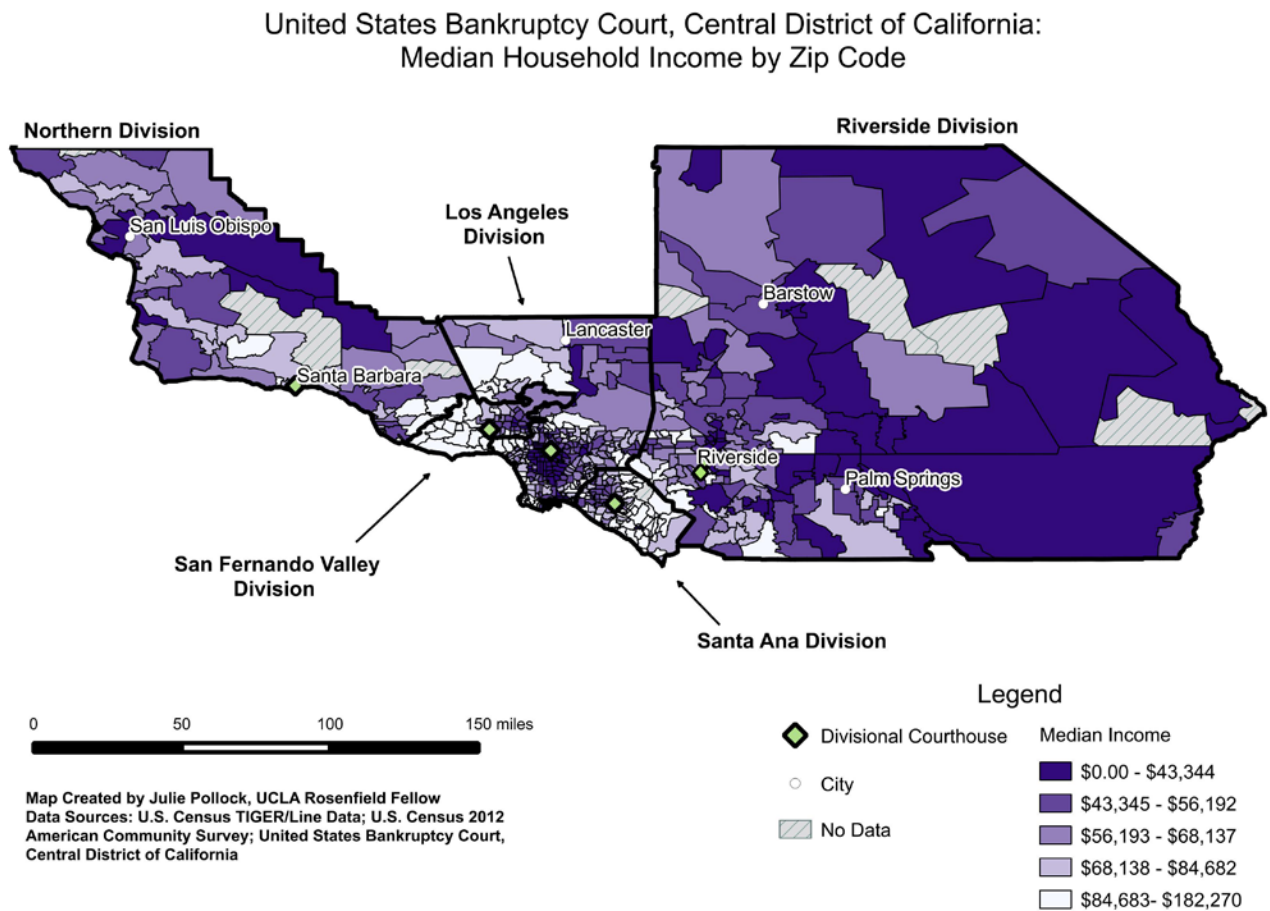 United States Bankruptcy Court, Central District of California:
Median Household Income by Zip Code
Northern Division
Riverside Division
Los Angeles
Division
San Luis Obispo
Barstow
Lancaster
Santa Barbara
Riverside
Palm Springs
San Fernando Valley
Division
Santa Ana Division
Legend
0 50 100 150 miles
Divisional Courthouse
City
No Data
Median Income
$0.00 - $43,344
$43,345 - $56,192
$56,193 - $68,137
$68,138 - $84,682
$84,683- $182,270
Map Created by Julie Pollock, UCLA Rosenfield Fellow
Data Sources: U.S. Census TIGER/Line Data; U.S. Census 2012
American Community Survey; United States Bankruptcy Court,
Central District of California